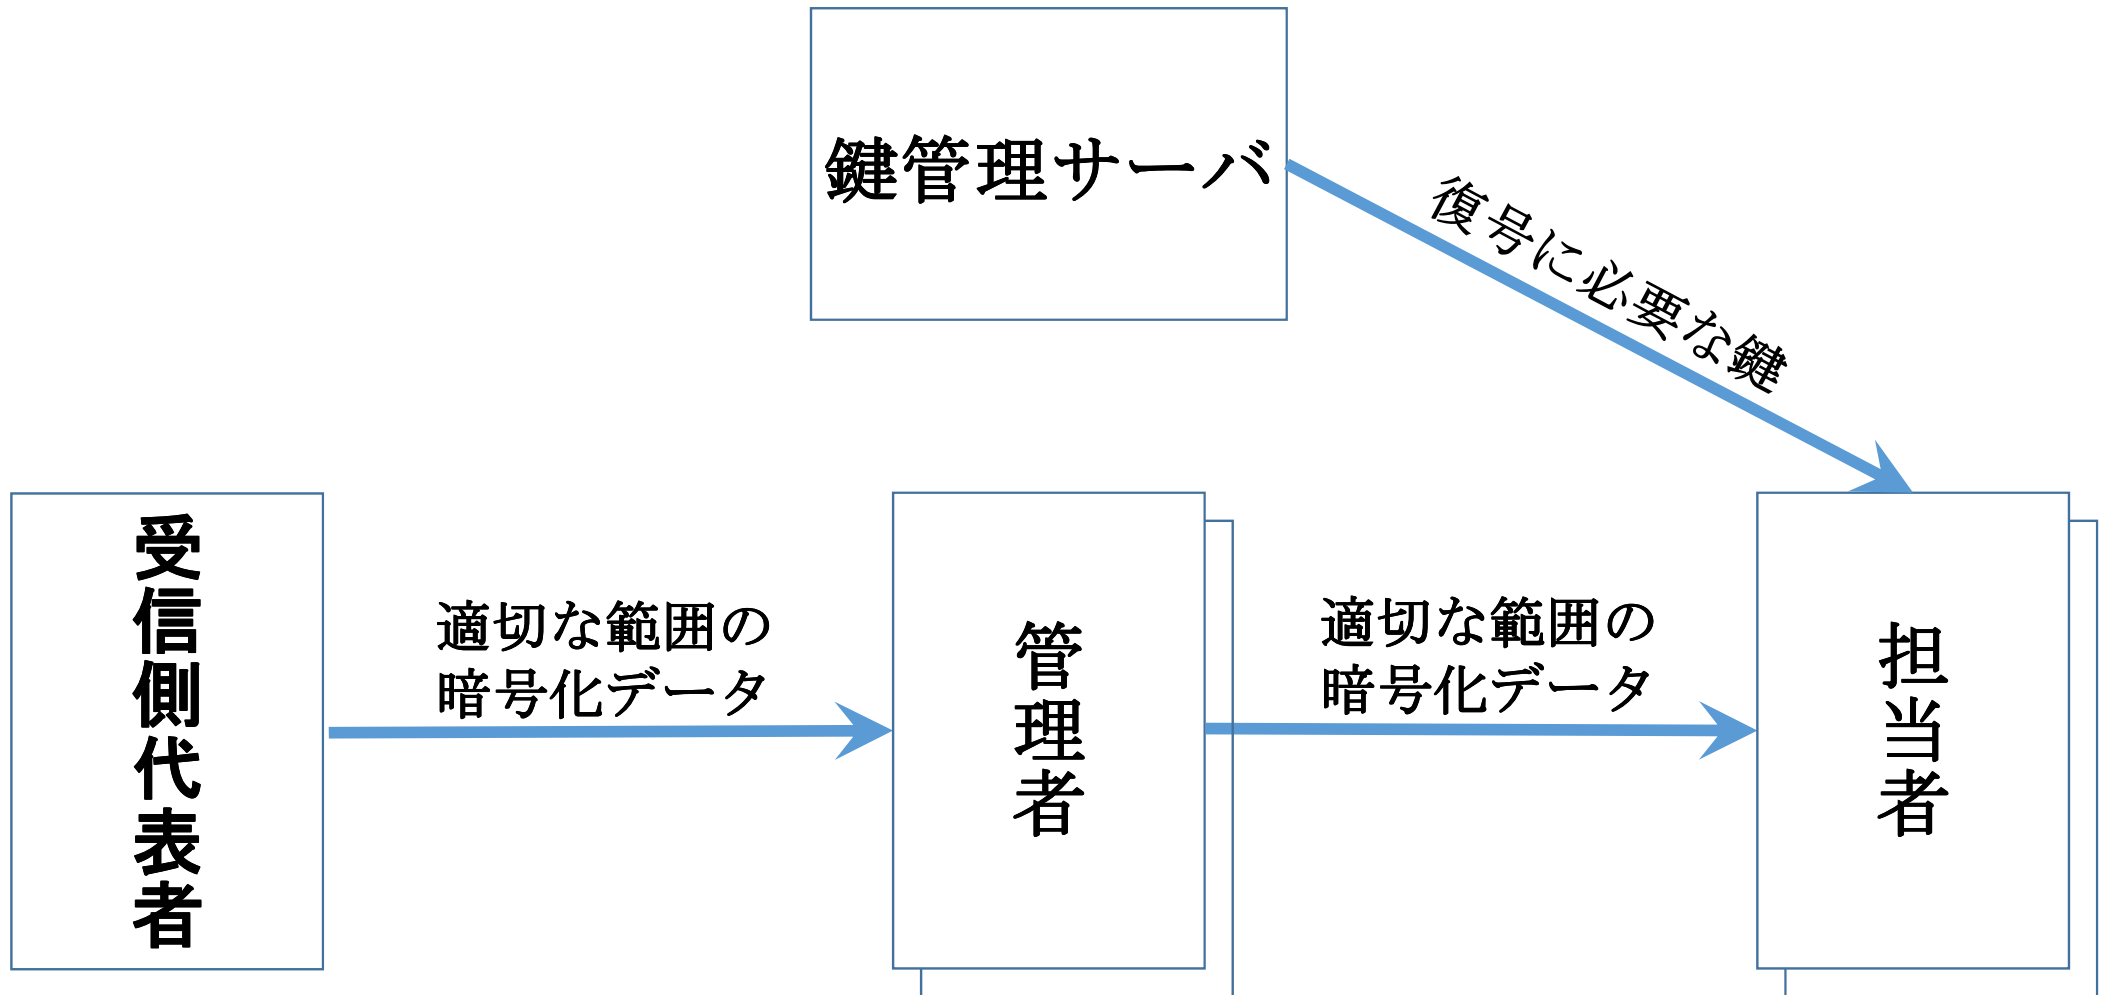 鍵管理サーバ
復号に必要な鍵
受信側代表者
適切な範囲の
暗号化データ
管理者
適切な範囲の
暗号化データ
担当者